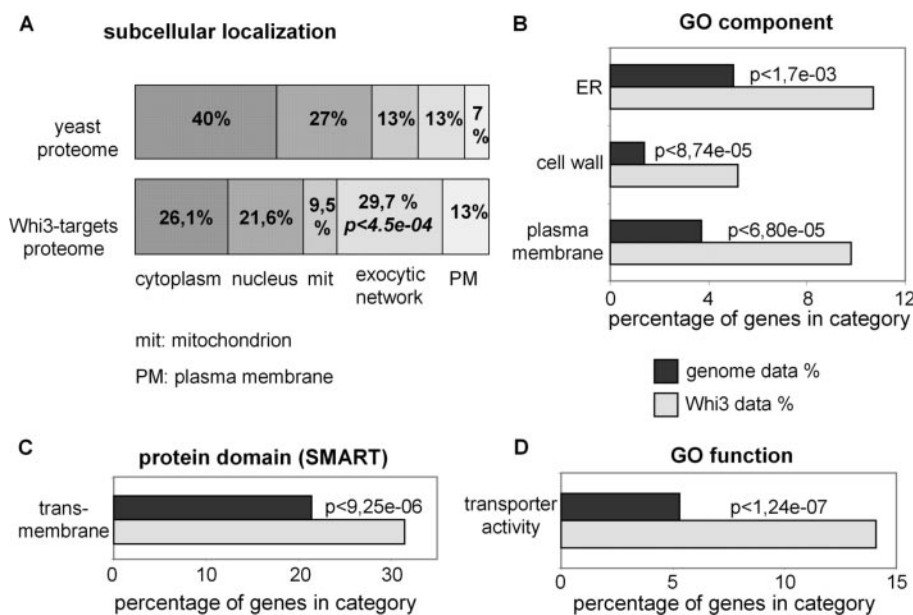 A subcellular localization
yeast proteome
40% 27% 13% 13% 7 %
Whi3-targets proteome
26,1% 21,6% 9,5 % 29,7 % p<4.5e-04 13%
cytoplasm nucleus mit exocytic network PM
mit: mitochondrion
PM: plasma membrane
B GO component
ER
p<1,7e-03
cell wall
p<8,74e-05
plasma membrane
p<6,80e-05
0 4 8 12
percentage of genes in category
genome data %
Whi3 data %
C protein domain (SMART)
trans-
membrane
p<9,25e-06
0 10 20 30
percentage of genes in category
D GO function
transporter
activity
p<1,24e-07
0 5 10 15
percentage of genes in category